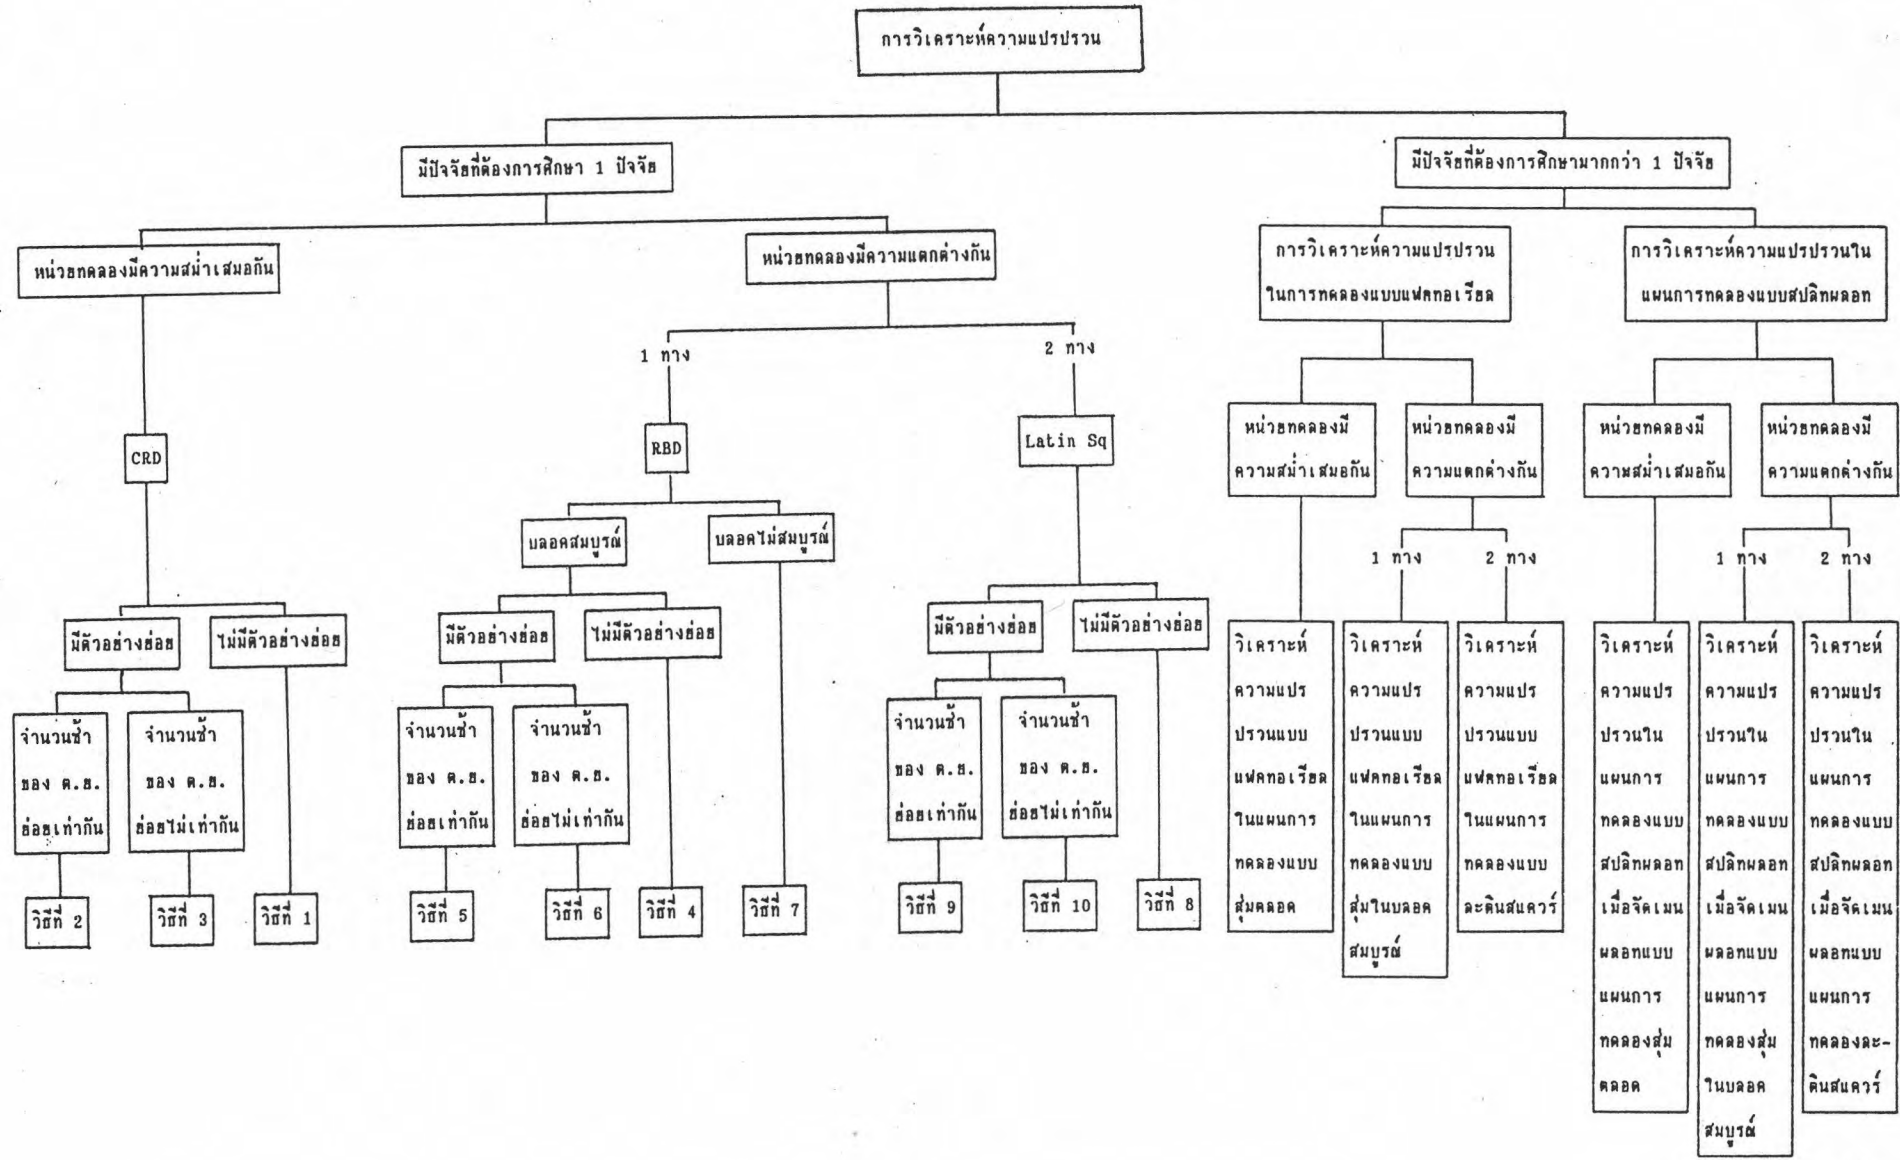 การวิเคราะห์ความแปรปรวน
มีปัจจัยที่ต้องการศึกษา 1 ปัจจัย
มีปัจจัยที่ต้องการศึกษามากกว่า 1 ปัจจัย
หน่วยทดลองมีความสม่ำเสมอกัน
หน่วยทดลองมีความแตกต่างกัน
การวิเคราะห์ความแปรปรวน
ในการทดลองแบบแฟคทอเรียล
การวิเคราะห์ความแปรปรวนใน
แผนการทดลองแบบสปลิทพลอท
1 ทาง
2 ทาง
CRD
RBD
Latin Sq
หน่วยทดลองมี
ความสม่ำเสมอกัน
หน่วยทดลองมี
ความแตกต่างกัน
หน่วยทดลองมี
ความสม่ำเสมอกัน
หน่วยทดลองมี
ความแตกต่างกัน
บลอคสมบูรณ์
บลอคไม่สมบูรณ์
1 ทาง
2 ทาง
1 ทาง
2 ทาง
มีตัวอย่างย่อย
ไม่มีตัวอย่างย่อย
มีตัวอย่างย่อย
ไม่มีตัวอย่างย่อย
มีตัวอย่างย่อย
ไม่มีตัวอย่างย่อย
จำนวนซ้ำ
ของ ต.ย.
ย่อยเท่ากัน
จำนวนซ้ำ
ของ ต.ย.
ย่อยไม่เท่ากัน
จำนวนซ้ำ
ของ ต.ย.
ย่อยเท่ากัน
จำนวนซ้ำ
ของ ต.ย.
ย่อยไม่เท่ากัน
จำนวนซ้ำ
ของ ต.ย.
ย่อยเท่ากัน
จำนวนซ้ำ
ของ ต.ย.
ย่อยไม่เท่ากัน
วิธีที่ 2
วิธีที่ 3
วิธีที่ 1
วิธีที่ 5
วิธีที่ 6
วิธีที่ 4
วิธีที่ 7
วิธีที่ 9
วิธีที่ 10
วิธีที่ 8
วิเคราะห์
ความแปร
ปรวนแบบ
แฟคทอเรียล
ในแผนการ
ทดลองแบบ
สุ่มตลอด
วิเคราะห์
ความแปร
ปรวนแบบ
แฟคทอเรียล
ในแผนการ
ทดลองแบบ
สุ่มในบลอค
สมบูรณ์
วิเคราะห์
ความแปร
ปรวนแบบ
แฟคทอเรียล
ในแผนการ
ทดลองแบบ
ละตินสแควร์
วิเคราะห์
ความแปร
ปรวนใน
แผนการ
ทดลองแบบ
สปลิทพลอท
เมื่อจัดเมน
พลอทแบบ
แผนการ
ทดลองสุ่ม
ตลอด
วิเคราะห์
ความแปร
ปรวนใน
แผนการ
ทดลองแบบ
สปลิทพลอท
เมื่อจัดเมน
พลอทแบบ
แผนการ
ทดลองสุ่ม
ในบลอค
สมบูรณ์
วิเคราะห์
ความแปร
ปรวนใน
แผนการ
ทดลองแบบ
สปลิทพลอท
เมื่อจัดเมน
พลอทแบบ
แผนการ
ทดลองละ-
ตินสแควร์